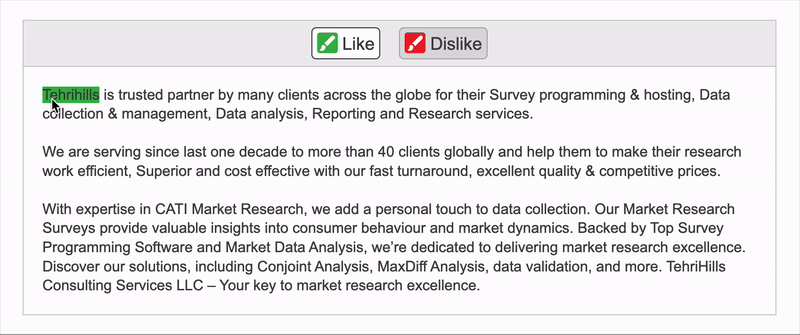 Like Dislike
Tehrihills is trusted partner by many clients across the globe for their Survey programming & hosting, Data
collection & management, Data analysis, Reporting and Research services.
We are serving since last one decade to more than 40 clients globally and help them to make their research
work efficient, Superior and cost effective with our fast turnaround, excellent quality & competitive prices.
With expertise in CATI Market Research, we add a personal touch to data collection. Our Market Research
Surveys provide valuable insights into consumer behaviour and market dynamics. Backed by Top Survey
Programming Software and Market Data Analysis, we’re dedicated to delivering market research excellence.
Discover our solutions, including Conjoint Analysis, MaxDiff Analysis, data validation, and more. TehriHills
Consulting Services LLC – Your key to market research excellence.